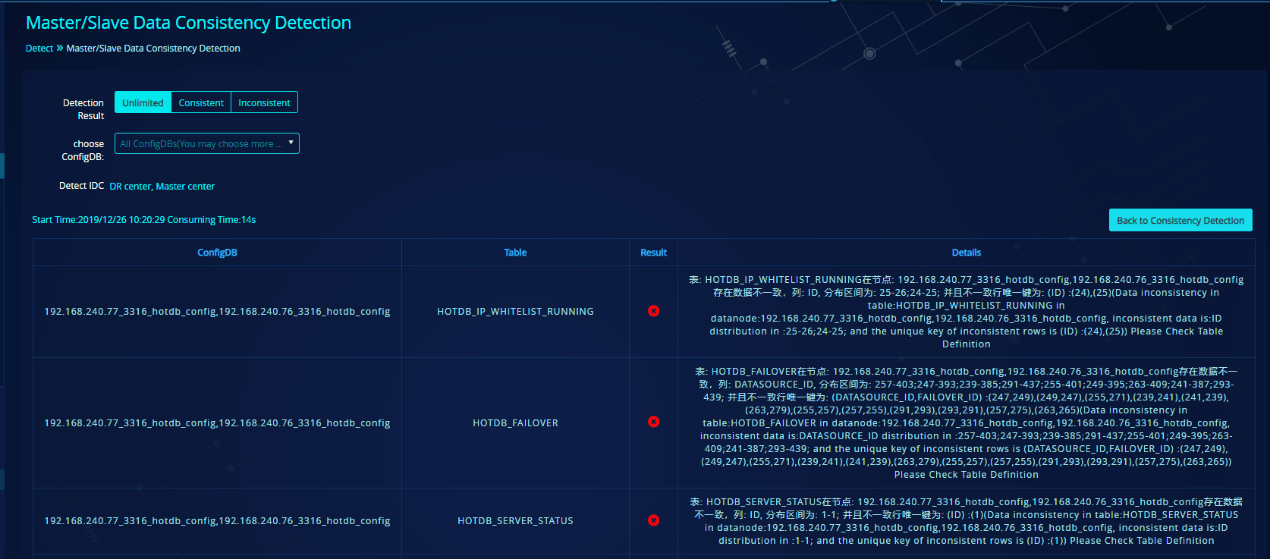 Master/Slave Data Consistency Detection
Detect » Master/Slave Data Consistency Detection
Detection Result
Unlimited Consistent Inconsistent
choose ConfigDB:
All ConfigDBs(You may choose more ...
Detect IDC DR center, Master center
Start Time:2019/12/26 10:20:29 Consuming Time:14s
Back to Consistency Detection
ConfigDB Table Result Details
192.168.240.77_3316_hotdb_config,192.168.240.76_3316_hotdb_config
HOTDB_IP_WHITELIST_RUNNING
表: HOTDB_IP_WHITELIST_RUNNING在节点: 192.168.240.77_3316_hotdb_config,192.168.240.76_3316_hotdb_config
存在数据不一致，列: ID, 分布区间为: 25-26;24-25; 并且不一致行唯一键为: (ID) :(24),(25)(Data inconsistency in
table:HOTDB_IP_WHITELIST_RUNNING in
datanode:192.168.240.77_3316_hotdb_config, 192.168.240.76_3316_hotdb_config, inconsistent data is:ID
distribution in :25-26;24-25; and the unique key of inconsistent rows is (ID) :(24),(25)) Please Check Table
Definition
192.168.240.77_3316_hotdb_config,192.168.240.76_3316_hotdb_config
HOTDB_FAILOVER
表: HOTDB_FAILOVER在节点: 192.168.240.77_3316_hotdb_config,192.168.240.76_3316_hotdb_config存在数据不一
致，列: DATASOURCE_ID, 分布区间为: 257-403;247-393;239-385;291-437;255-401;249-395;263-409;241-387;293-
439; 并且不一致行唯一键为: (DATASOURCE_ID,FAILOVER_ID) :(247,249),(249,247),(255,271),(239,241),(241,239),
(263,279),(255,257),(257,255),(291,293),(293,291),(257,275),(263,265)(Data inconsistency in
table:HOTDB_FAILOVER in datanode:192.168.240.77_3316_hotdb_config, 192.168.240.76_3316_hotdb_config,
inconsistent data is:DATASOURCE_ID distribution in :257-403;247-393;239-385;291-437;255-401;249-395;263-
409;241-387;293-439; and the unique key of inconsistent rows is (DATASOURCE_ID,FAILOVER_ID) :(247,249),
(249,247),(255,271),(239,241),(241,239),(263,279),(255,257),(257,255),(291,293),(293,291),(257,275),(263,265))
Please Check Table Definition
192.168.240.77_3316_hotdb_config,192.168.240.76_3316_hotdb_config
HOTDB_SERVER_STATUS
表: HOTDB_SERVER_STATUS在节点: 192.168.240.77_3316_hotdb_config,192.168.240.76_3316_hotdb_config存在数据
不一致，列: ID, 分布区间为: 1-1; 并且不一致行唯一键为: (ID) :(1)(Data inconsistency in table:HOTDB_SERVER_STATUS
in datanode:192.168.240.77_3316_hotdb_config, 192.168.240.76_3316_hotdb_config, inconsistent data is:ID
distribution in :1-1; and the unique key of inconsistent rows is (ID) :(1)) Please Check Table Definition